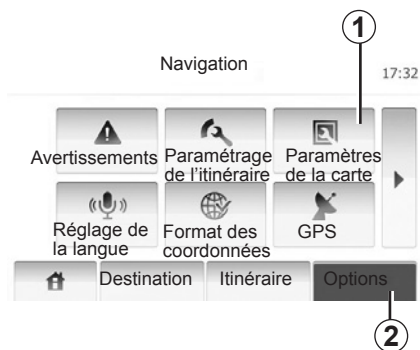 1
Navigation
17:32
Avertissements
Paramétrage
de l'itinéraire
Paramètres
de la carte
Réglage de
la langue
Format des
coordonnées
GPS
Destination
Itinéraire
Options
2